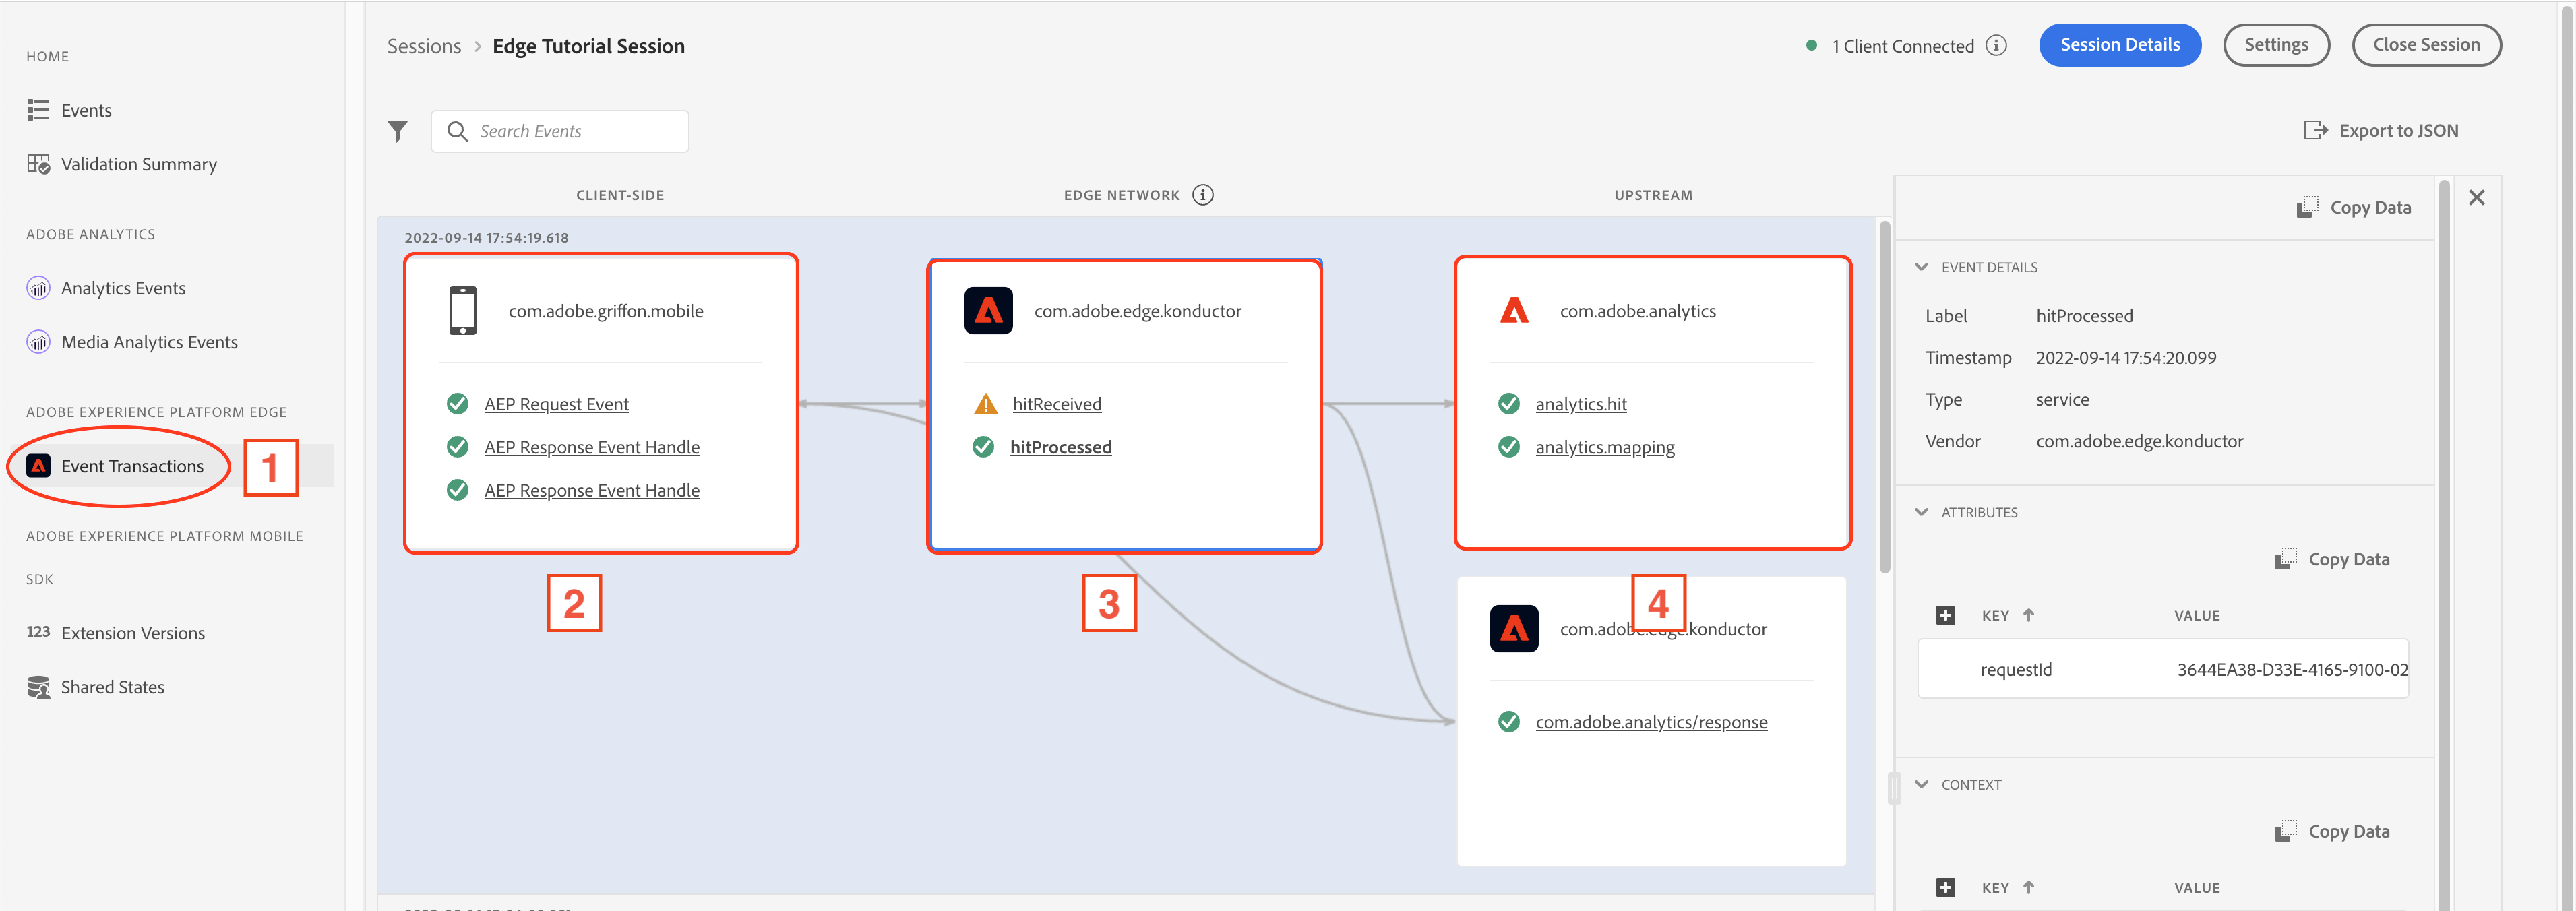 HOME
Events
Validation Summary
ADOBE ANALYTICS
Analytics Events
Media Analytics Events
ADOBE EXPERIENCE PLATFORM EDGE
Event Transactions
1
ADOBE EXPERIENCE PLATFORM MOBILE
SDK
123 Extension Versions
Shared States
Sessions > Edge Tutorial Session
1 Client Connected
Session Details
Settings
Close Session
Search Events
Export to JSON
CLIENT-SIDE
EDGE NETWORK
UPSTREAM
2022-09-14 17:54:19.618
com.adobe.griffon.mobile
AEP Request Event
AEP Response Event Handle
AEP Response Event Handle
2
com.adobe.edge.konductor
hitReceived
hitProcessed
3
com.adobe.analytics
analytics.hit
analytics.mapping
4
com.adobe.edge.konductor
com.adobe.analytics/response
Copy Data
EVENT DETAILS
Label hitProcessed
Timestamp 2022-09-14 17:54:20.099
Type service
Vendor com.adobe.edge.konductor
ATTRIBUTES
Copy Data
KEY VALUE
requestId 3644EA38-D33E-4165-9100-02
CONTEXT
Copy Data
KEY VALUE